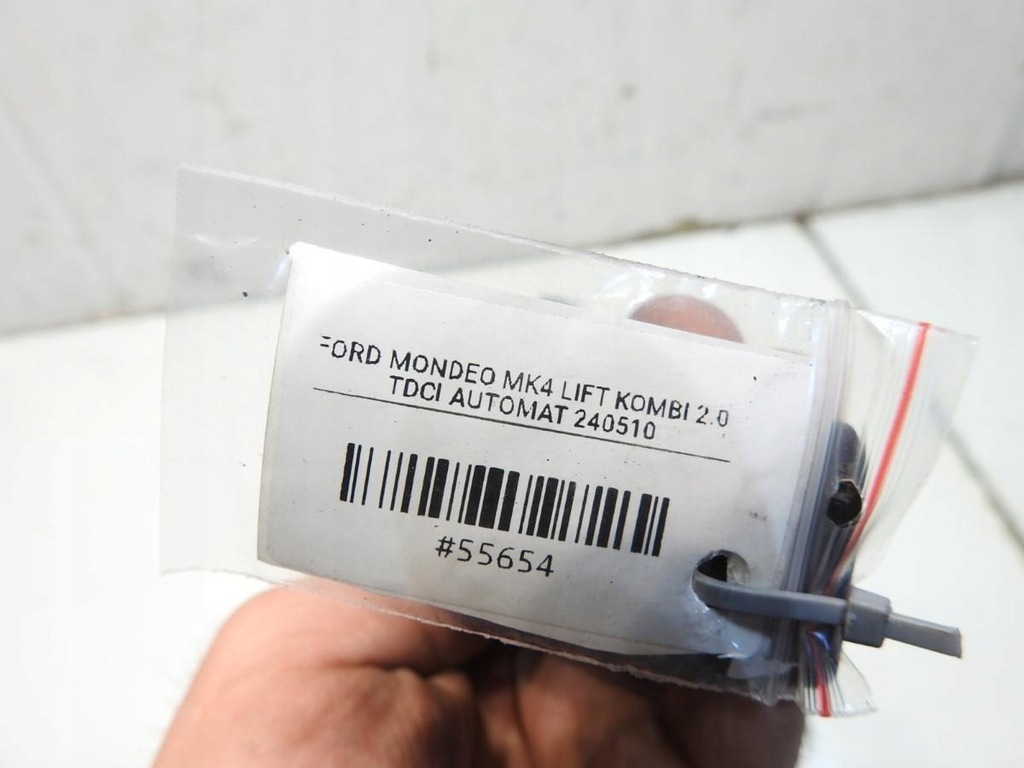 FORD MONDEO MK4 LIFT KOMBI 2.0
TDCI AUTOMAT 240510
#55654